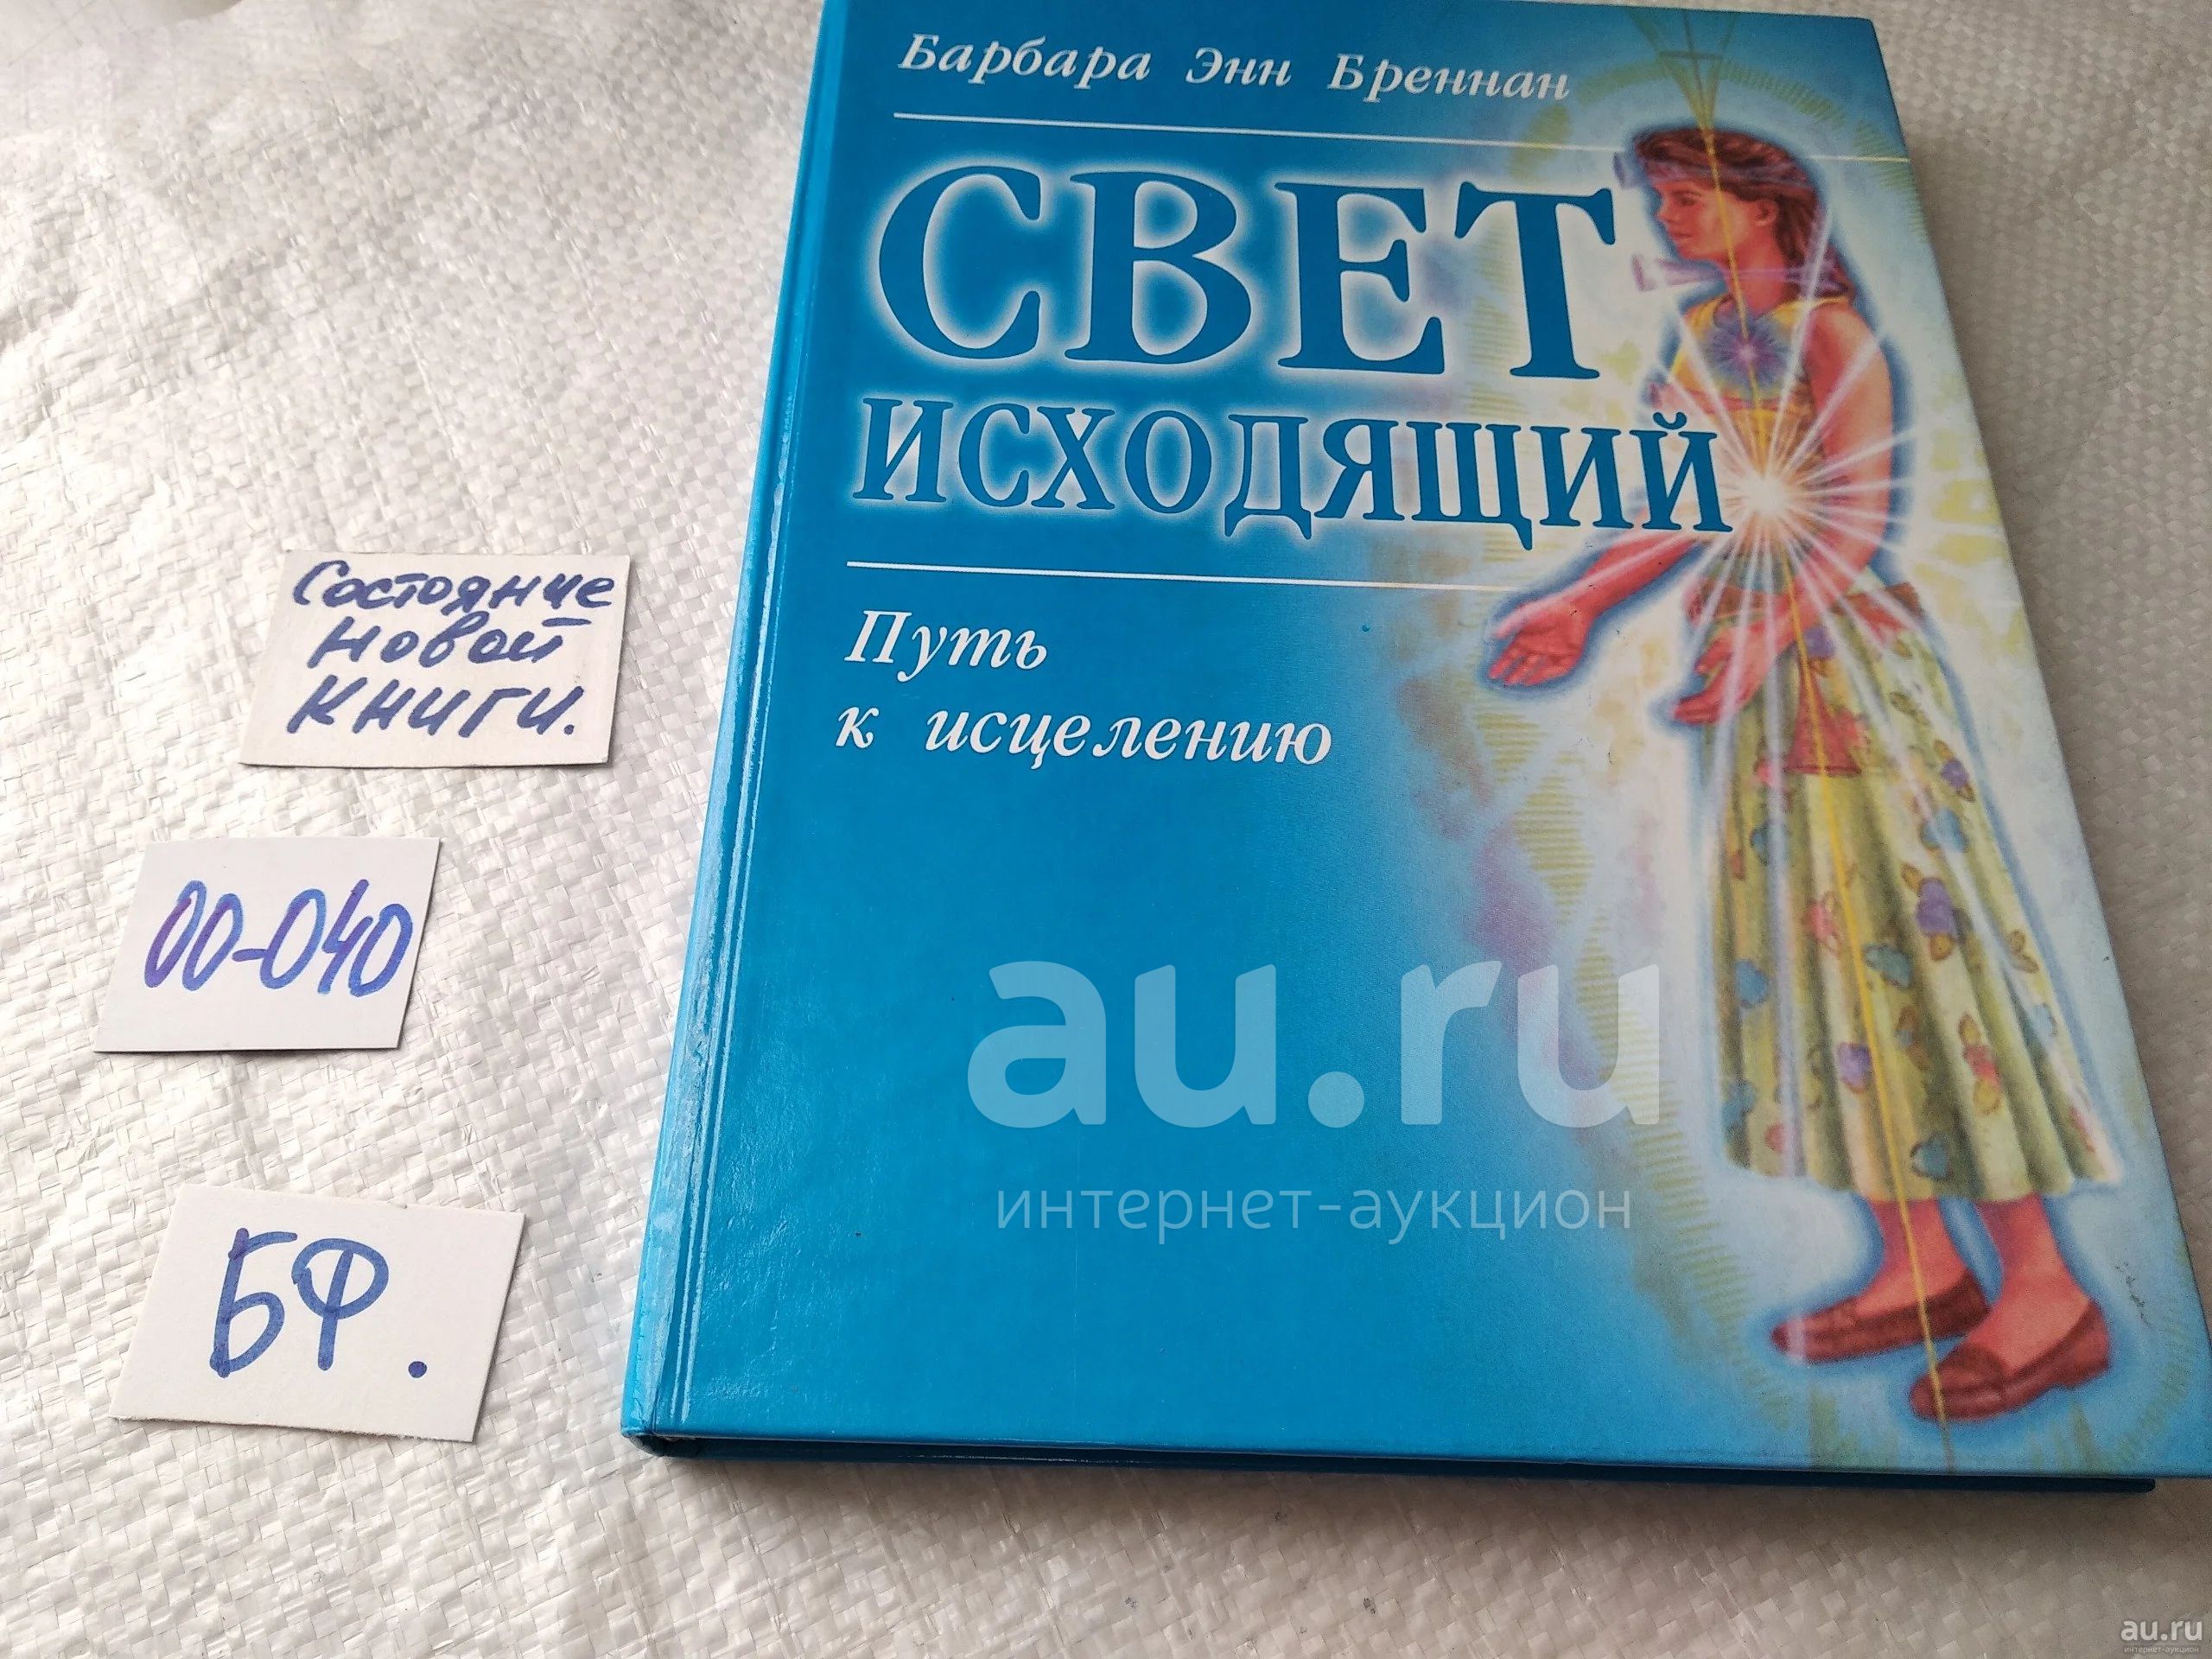 Барбара Энн Бреннан
СВЕТ
ИСХОДЯЩИЙ
Путь
к исцелению
Состояние
новой
книги.
00-040
БФ.
au.ru
интернет-аукцион
au.ru
интернет-аукцион